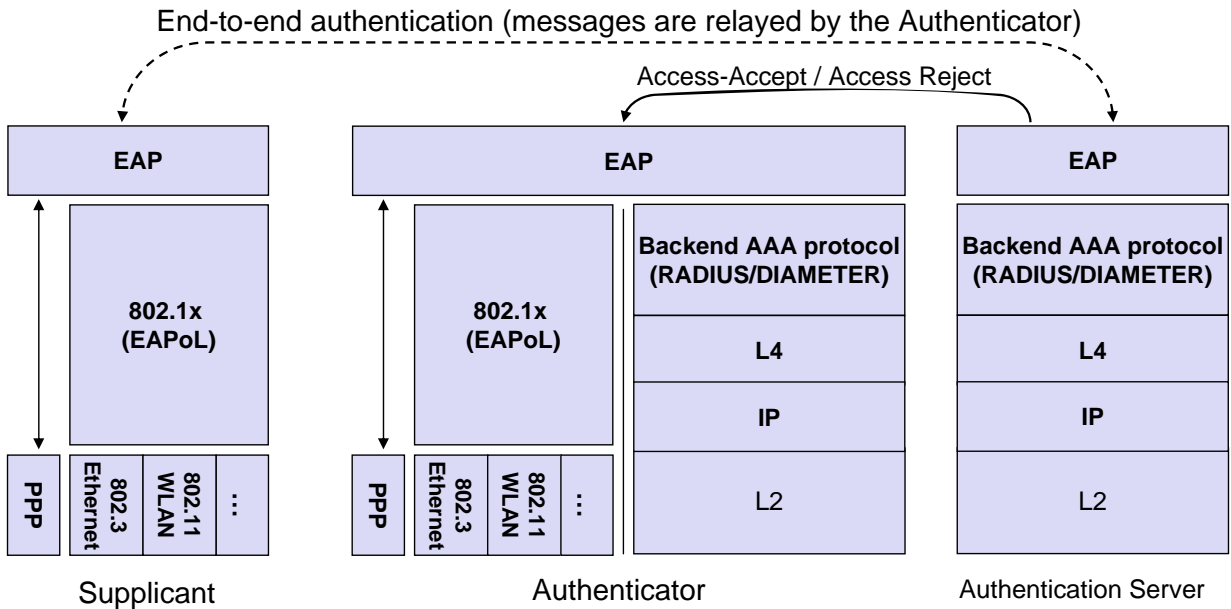 End-to-end authentication (messages are relayed by the Authenticator)
Access-Accept / Access Reject
EAP
EAP
EAP
802.1x
(EAPoL)
802.1x
(EAPoL)
Backend AAA protocol
(RADIUS/DIAMETER)
Backend AAA protocol
(RADIUS/DIAMETER)
L4
L4
IP
IP
PPP
802.3
Ethernet
802.11
WLAN
...
PPP
802.3
Ethernet
802.11
WLAN
...
L2
L2
Supplicant
Authenticator
Authentication Server